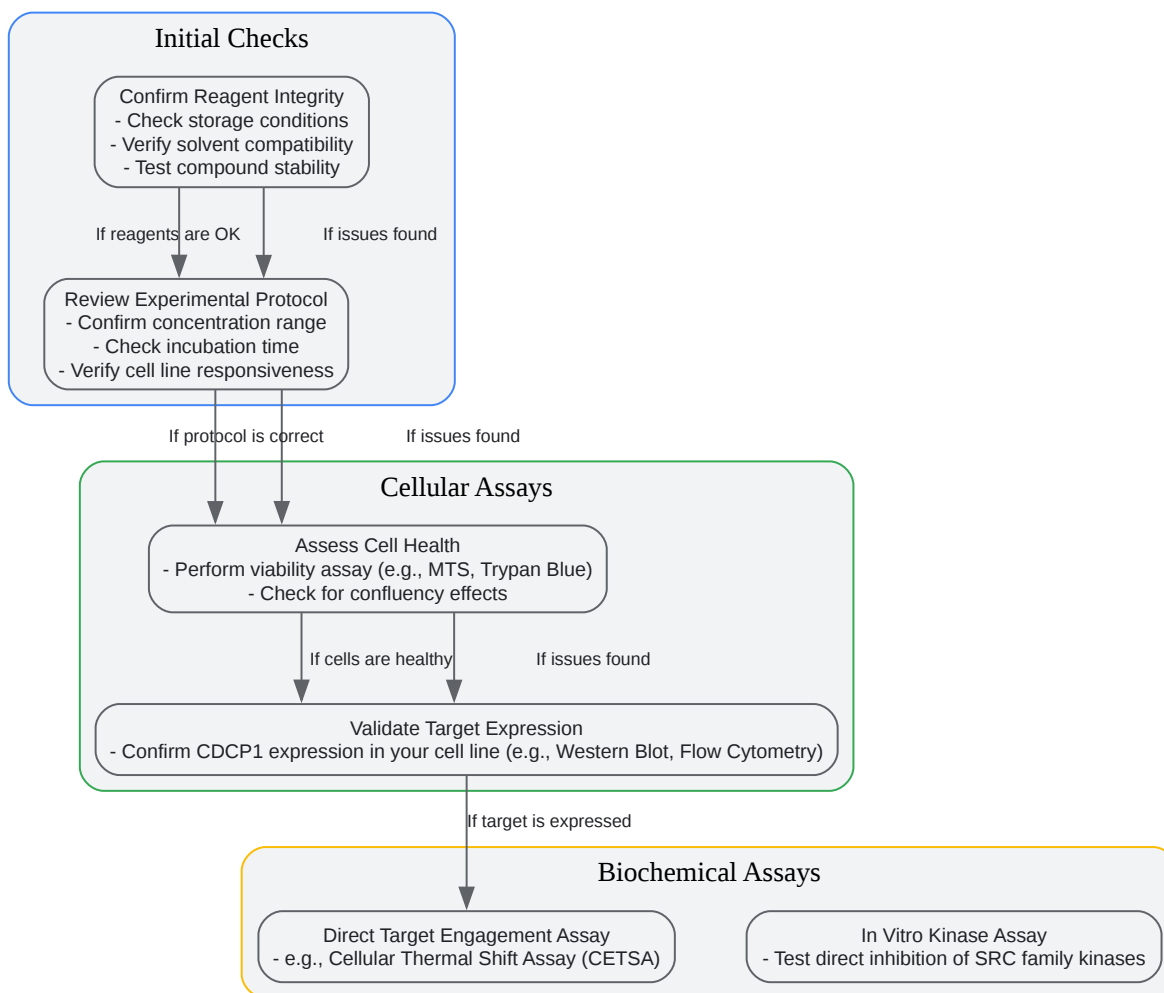 Initial Checks
Confirm Reagent Integrity
- Check storage conditions
- Verify solvent compatibility
- Test compound stability
If reagents are OK
If issues found
Review Experimental Protocol
- Confirm concentration range
- Check incubation time
- Verify cell line responsiveness
If protocol is correct
If issues found
Cellular Assays
Assess Cell Health
- Perform viability assay (e.g., MTS, Trypan Blue)
- Check for confluency effects
If cells are healthy
If issues found
Validate Target Expression
- Confirm CDCP1 expression in your cell line (e.g., Western Blot, Flow Cytometry)
If target is expressed
Biochemical Assays
Direct Target Engagement Assay
- e.g., Cellular Thermal Shift Assay (CETSA)
In Vitro Kinase Assay
- Test direct inhibition of SRC family kinases